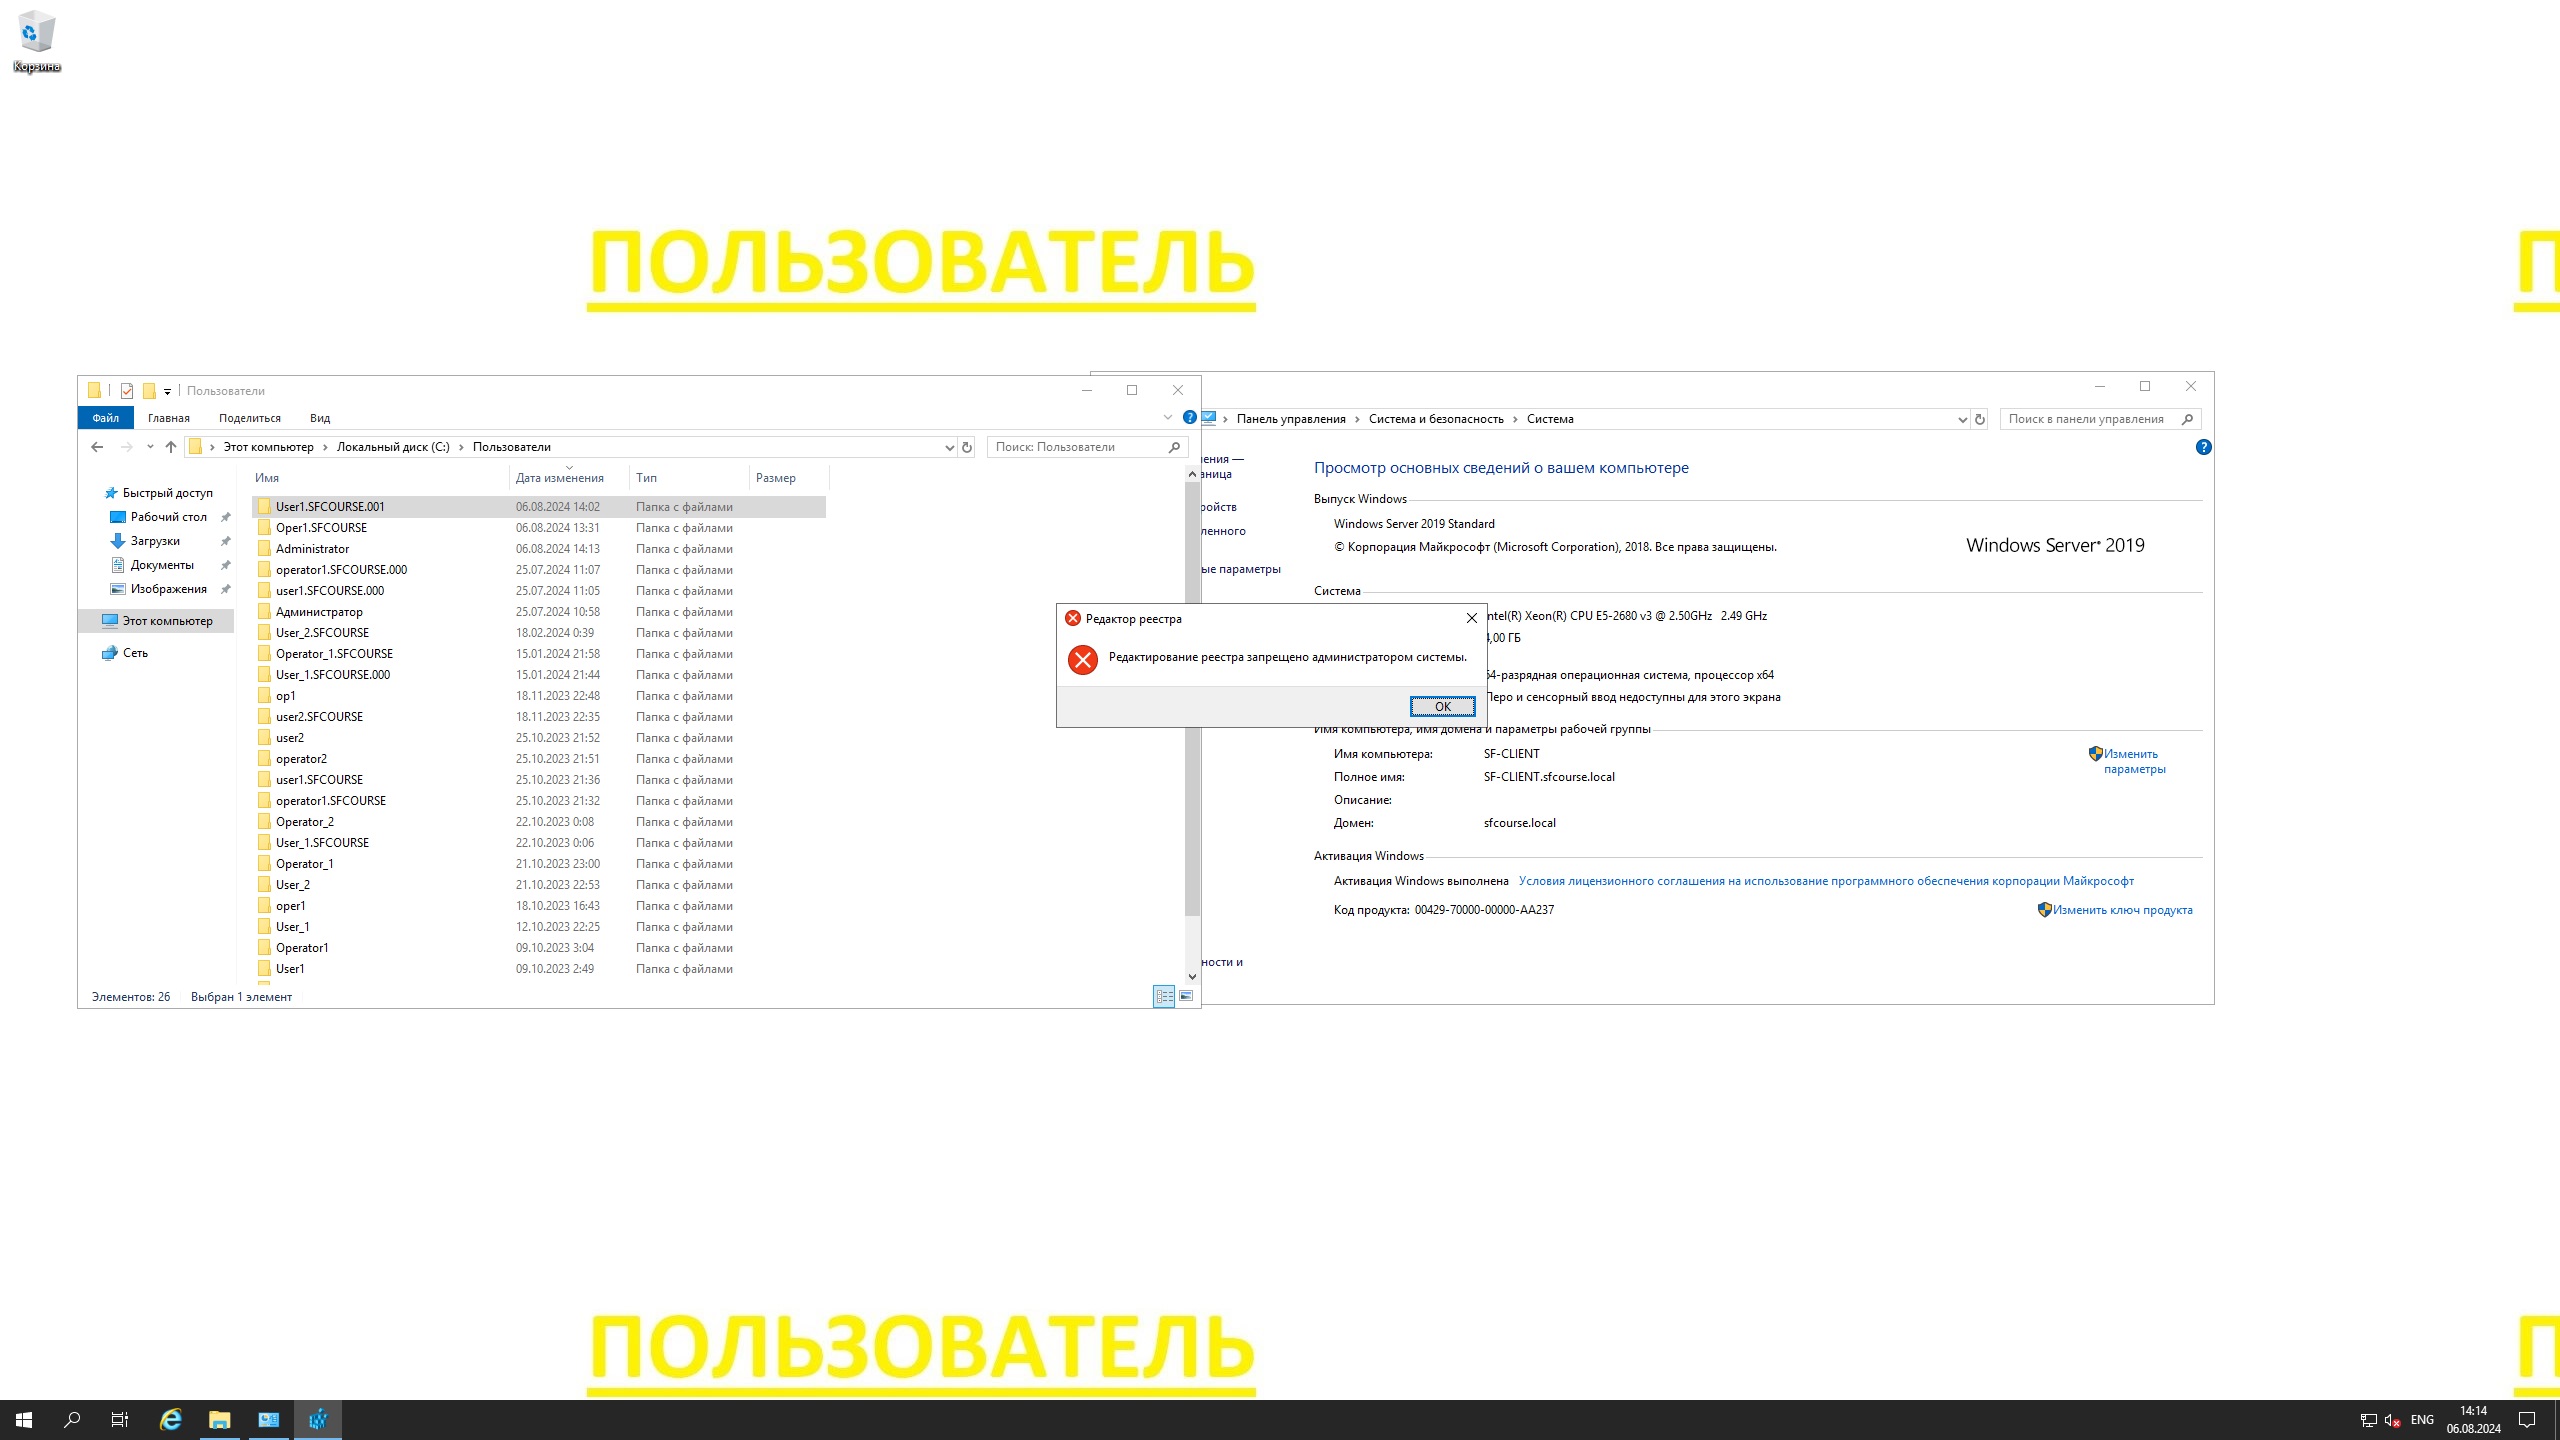 Корзина
ПОЛЬЗОВАТЕЛЬ
Пользователи
Файл
Главная
Поделиться
Вид
Этот компьютер
Локальный диск (C:)
Пользователи
Поиск: Пользователи
Быстрый доступ
Рабочий стол
Загрузки
Документы
Изображения
Этот компьютер
Сеть
Имя Дата изменения Тип Размер
User1.SFCOURSE.001 06.08.2024 14:02 Папка с файлами
Oper1.SFCOURSE 06.08.2024 13:31 Папка с файлами
Administrator 06.08.2024 14:13 Папка с файлами
operator1.SFCOURSE.000 25.07.2024 11:07 Папка с файлами
user1.SFCOURSE.000 25.07.2024 11:05 Папка с файлами
Администратор 25.07.2024 10:58 Папка с файлами
User_2.SFCOURSE 18.02.2024 0:39 Папка с файлами
Operator_1.SFCOURSE 15.01.2024 21:58 Папка с файлами
User_1.SFCOURSE.000 15.01.2024 21:44 Папка с файлами
op1 18.11.2023 22:48 Папка с файлами
user2.SFCOURSE 18.11.2023 22:35 Папка с файлами
user2 25.10.2023 21:52 Папка с файлами
operator2 25.10.2023 21:51 Папка с файлами
user1.SFCOURSE 25.10.2023 21:36 Папка с файлами
operator1.SFCOURSE 25.10.2023 21:32 Папка с файлами
Operator_2 22.10.2023 0:08 Папка с файлами
User_1.SFCOURSE 22.10.2023 0:06 Папка с файлами
Operator_1 21.10.2023 23:00 Папка с файлами
User_2 21.10.2023 22:53 Папка с файлами
oper1 18.10.2023 16:43 Папка с файлами
User_1 12.10.2023 22:25 Папка с файлами
Operator1 09.10.2023 3:04 Папка с файлами
User1 09.10.2023 2:49 Папка с файлами
Элементов: 26 Выбран 1 элемент
Панель управления
Система и безопасность
Система
Поиск в панели управления
ения —
аница
ойств
ленного
ые параметры
ности и
Просмотр основных сведений о вашем компьютере
Выпуск Windows
Windows Server 2019 Standard
© Корпорация Майкрософт (Microsoft Corporation), 2018. Все права защищены.
Windows Server® 2019
Система
ntel(R) Xeon(R) CPU E5-2680 v3 @ 2.50GHz 2.49 GHz
4,00 ГБ
64-разрядная операционная система, процессор x64
Перо и сенсорный ввод недоступны для этого экрана
Имя компьютера, имя домена и параметры рабочей группы
Имя компьютера: SF-CLIENT
Изменить
параметры
Полное имя: SF-CLIENT.sfcourse.local
Описание:
Домен: sfcourse.local
Активация Windows
Активация Windows выполнена Условия лицензионного соглашения на использование программного обеспечения корпорации Майкрософт
Код продукта: 00429-70000-00000-AA237
Изменить ключ продукта
Редактор реестра
Редактирование реестра запрещено администратором системы.
OK
ПОЛЬЗОВАТЕЛЬ
П
П
ENG
14:14
06.08.2024